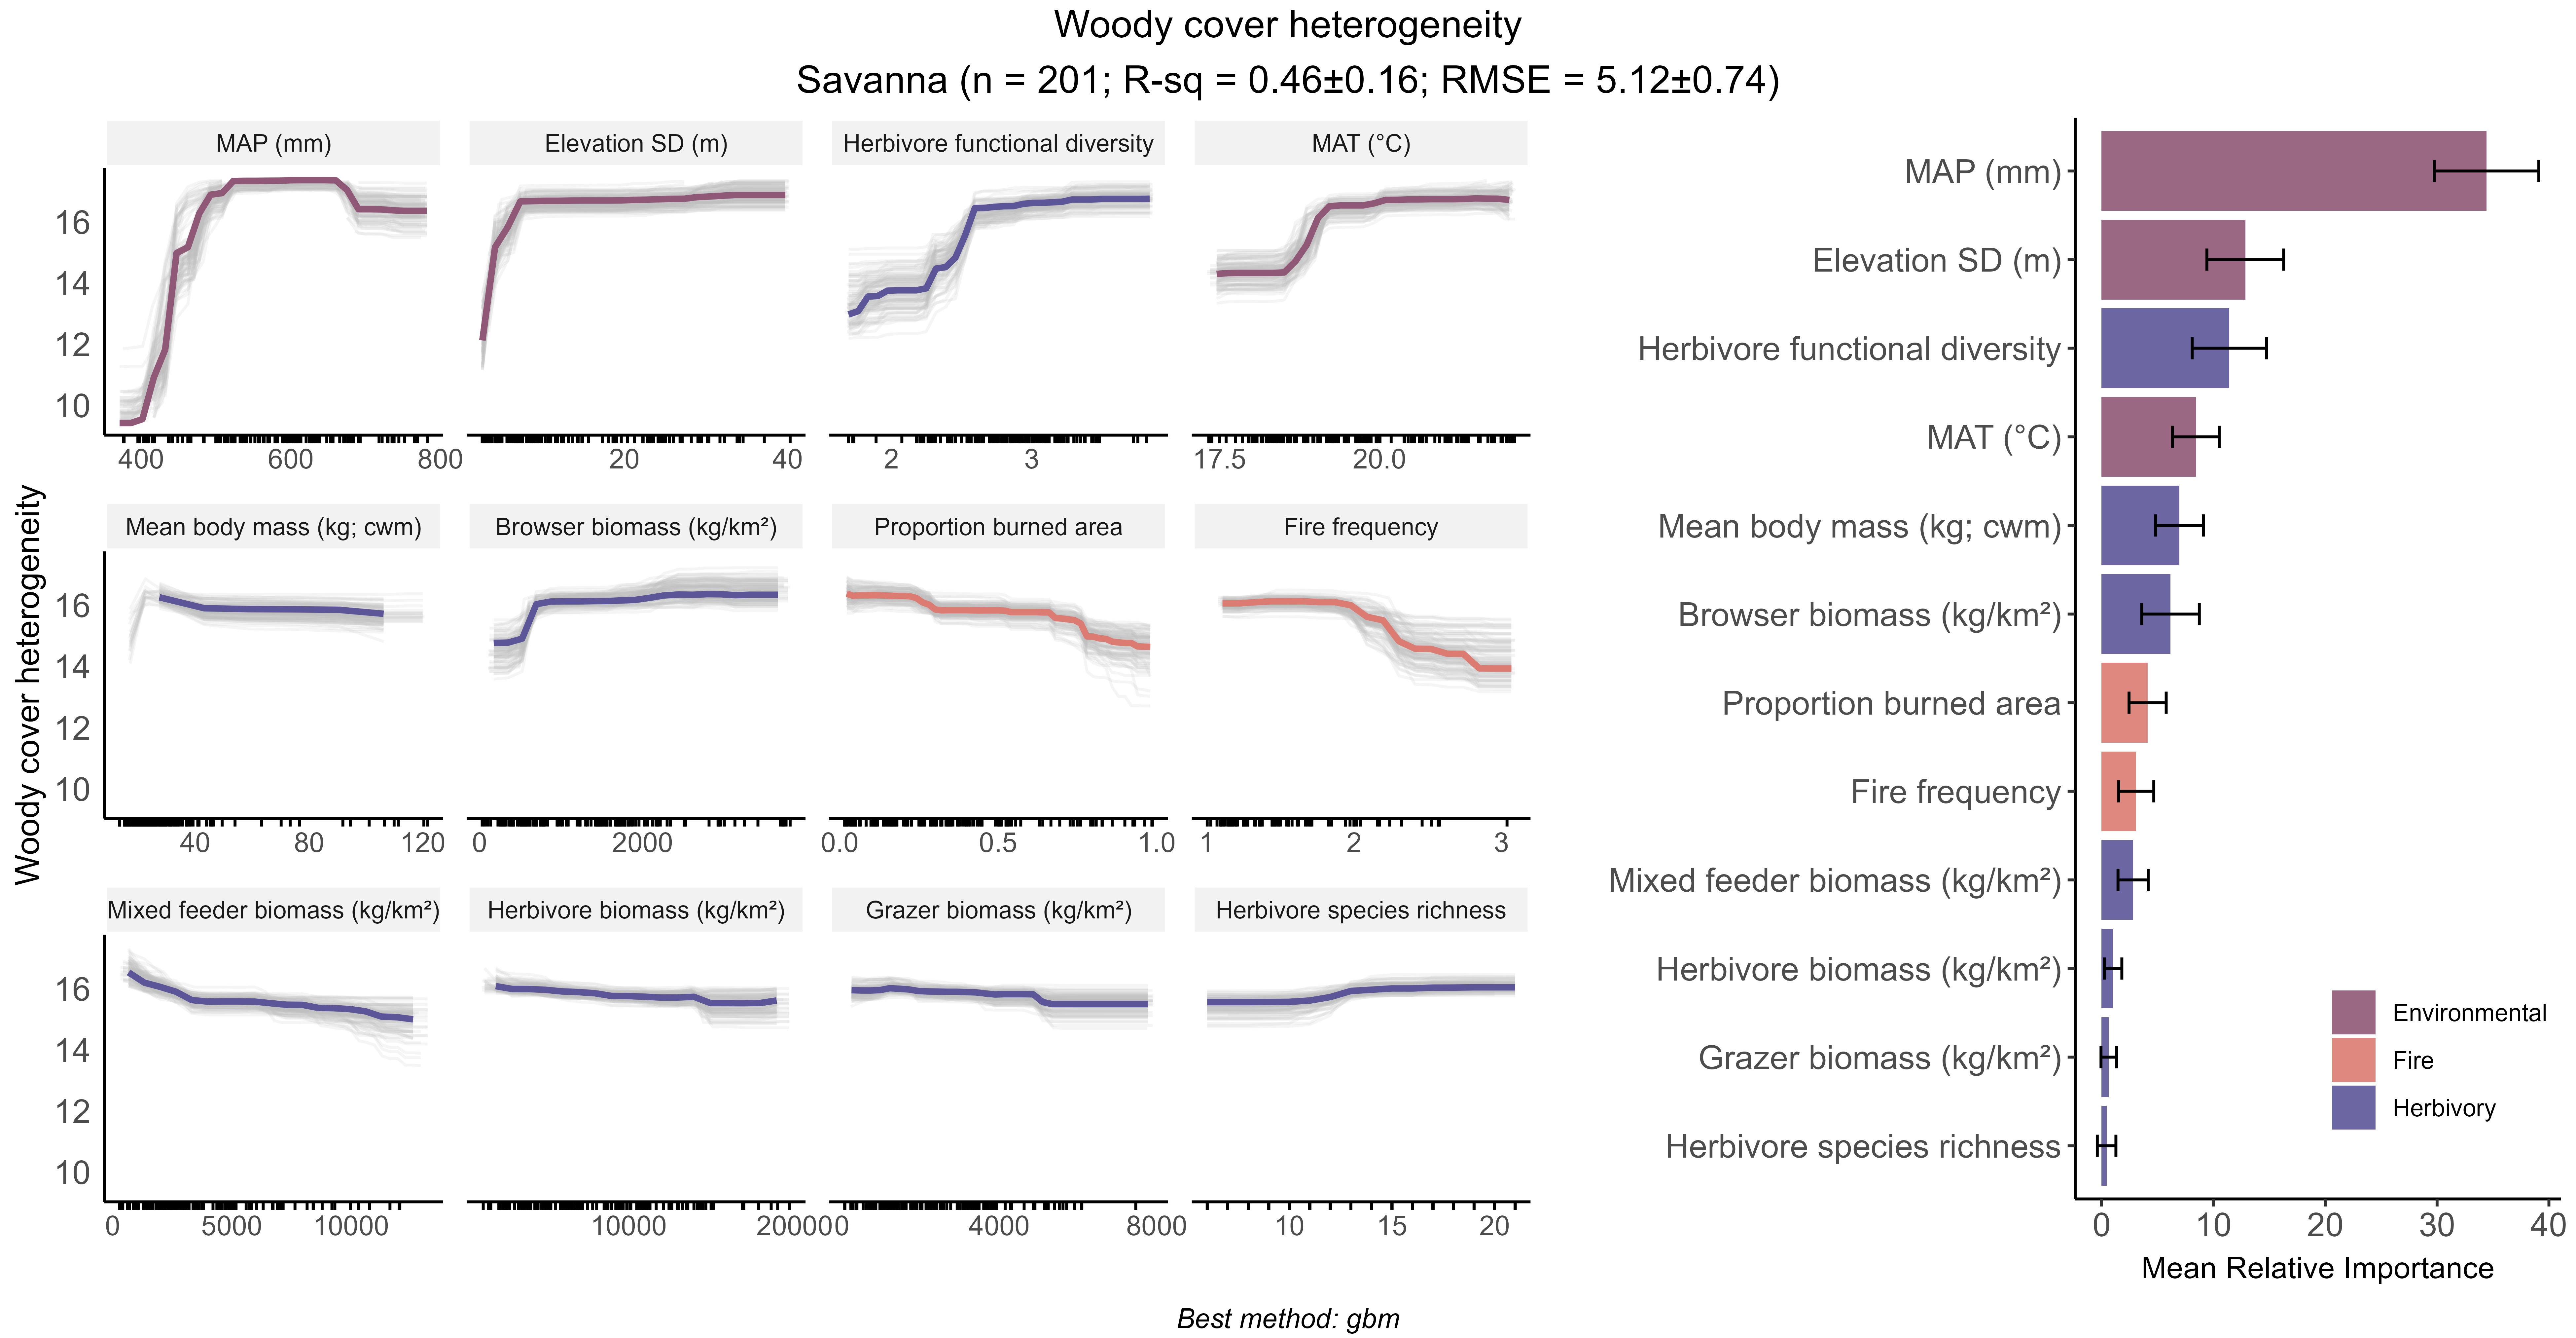 Woody cover heterogeneity
Savanna (n = 201; R-sq = 0.46±0.16; RMSE = 5.12±0.74)
Woody cover heterogeneity
MAP (mm)
Elevation SD (m)
Herbivore functional diversity
MAT (°C)
16
14
12
10
400 600 800
20 40
2 3
17.5 20.0
Mean body mass (kg; cwm)
Browser biomass (kg/km²)
Proportion burned area
Fire frequency
16
14
12
10
40 80 120
0 2000
0.0 0.5 1.0
1 2 3
Mixed feeder biomass (kg/km²)
Herbivore biomass (kg/km²)
Grazer biomass (kg/km²)
Herbivore species richness
16
14
12
10
0 5000 10000
10000 20000
0 4000 8000
10 15 20
MAP (mm)
Elevation SD (m)
Herbivore functional diversity
MAT (°C)
Mean body mass (kg; cwm)
Browser biomass (kg/km²)
Proportion burned area
Fire frequency
Mixed feeder biomass (kg/km²)
Herbivore biomass (kg/km²)
Grazer biomass (kg/km²)
Herbivore species richness
0 10 20 30 40
Mean Relative Importance
Environmental
Fire
Herbivory
Best method: gbm